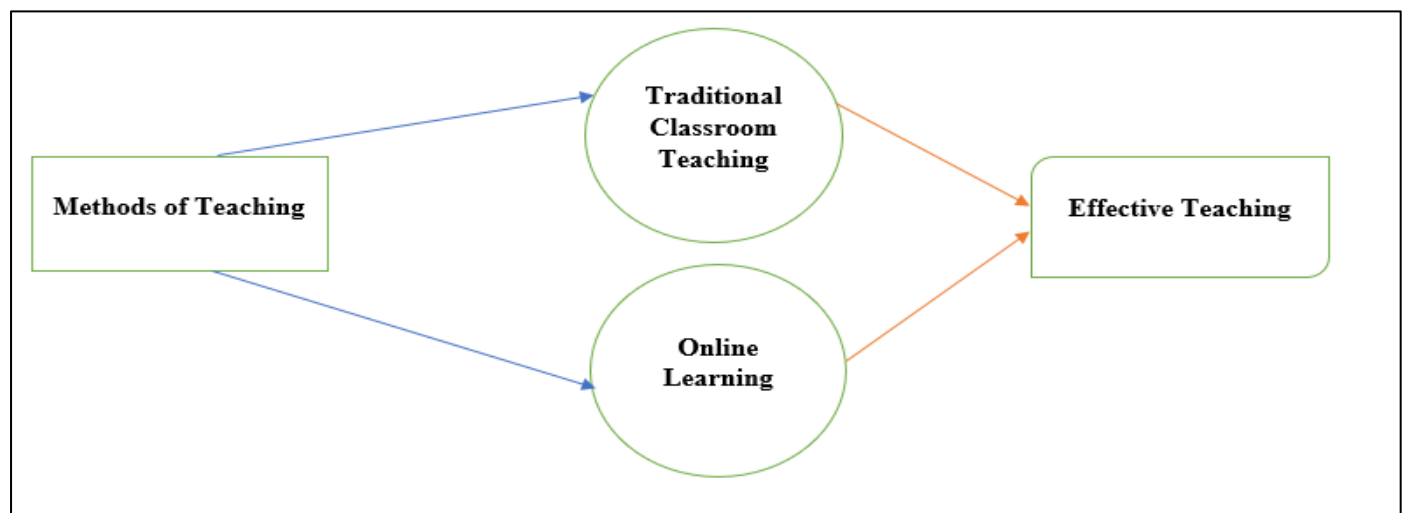 Methods of Teaching
Traditional
Classroom
Teaching
Online
Learning
Effective Teaching